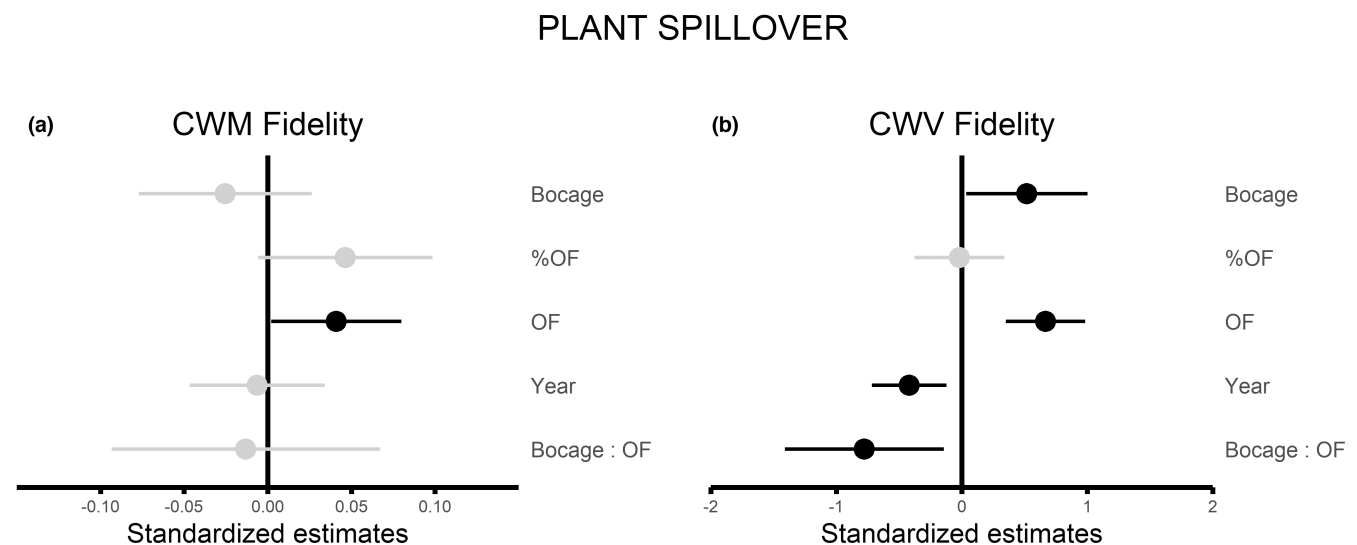 PLANT SPILLOVER
(a) CWM Fidelity
Bocage
%OF
OF
Year
Bocage : OF
-0.10 -0.05 0.00 0.05 0.10
Standardized estimates
(b) CWV Fidelity
Bocage
%OF
OF
Year
Bocage : OF
-2 -1 0 1 2
Standardized estimates